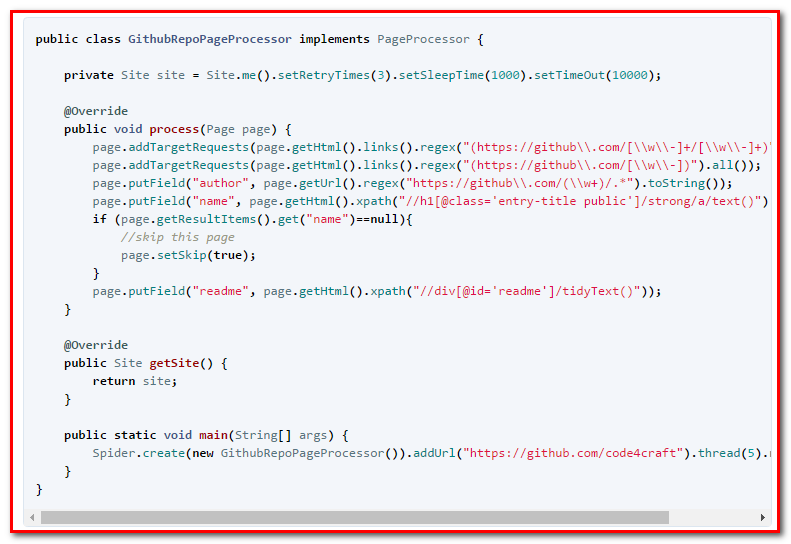 public class GithubRepoPageProcessor implements PageProcessor {
private Site site = Site.me().setRetryTimes(3).setSleepTime(1000).setTimeOut(10000);
@Override
public void process(Page page) {
page.addTargetRequests(page.getHtml().links().regex("(https://github\\.com/[\\w\\-]+/[\\w\\-]+)"
page.addTargetRequests(page.getHtml().links().regex("(https://github\\.com/[\\w\\-])").all());
page.putField("author", page.getUrl().regex("https://github\\.com/(\\w+)/.*").toString());
page.putField("name", page.getHtml().xpath("//h1[@class='entry-title public']/strong/a/text()")
if (page.getResultItems().get("name")==null){
//skip this page
page.setSkip(true);
}
page.putField("readme", page.getHtml().xpath("//div[@id='readme']/tidyText()"));
}
@Override
public Site getSite() {
return site;
}
public static void main(String[] args) {
Spider.create(new GithubRepoPageProcessor()).addUrl("https://github.com/code4craft").thread(5).
}
}